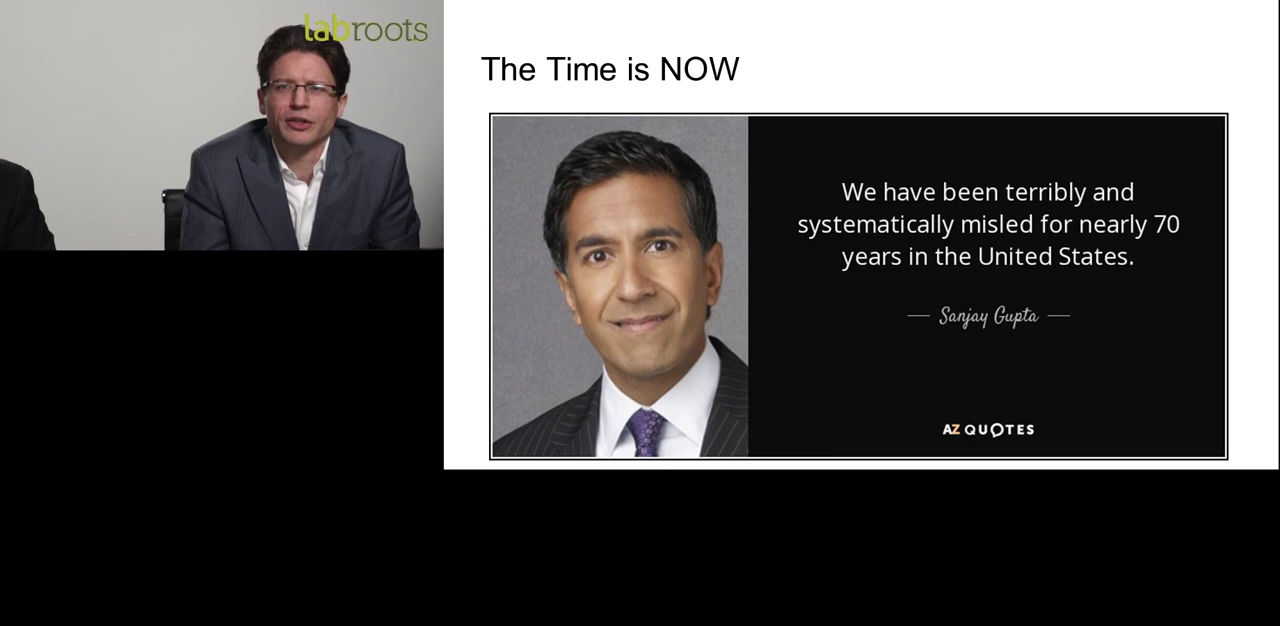 labroots
The Time is NOW
We have been terribly and
systematically misled for nearly 70
years in the United States.
Sanjay Gupta
AZ QUOTES